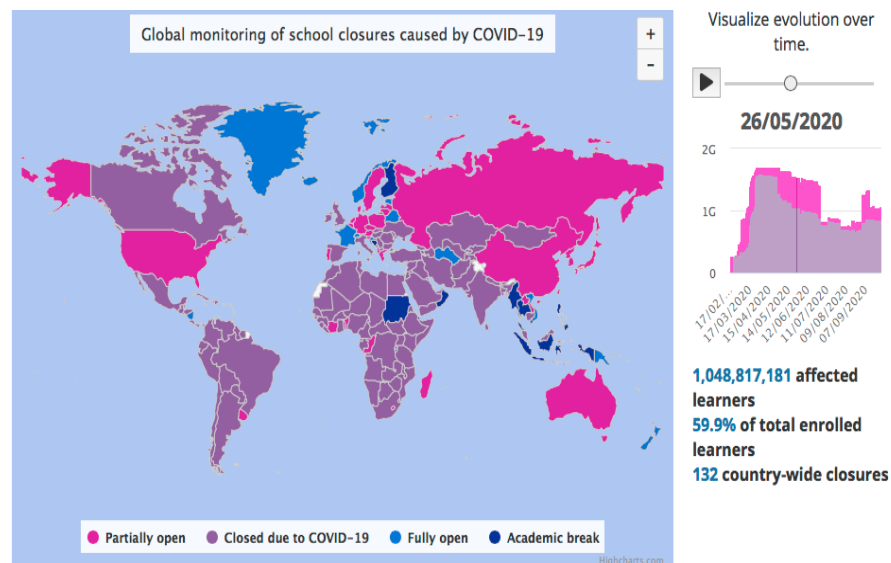 Global monitoring of school closures caused by COVID-19
+
-
Partially open
Closed due to COVID-19
Fully open
Academic break
Highcharts.com
Visualize evolution over
time.
26/05/2020
2G
1G
0
17/02/...
17/03/2020
15/04/2020
14/05/2020
12/06/2020
11/07/2020
09/08/2020
07/09/2020
1,048,817,181 affected
learners
59.9% of total enrolled
learners
132 country-wide closures